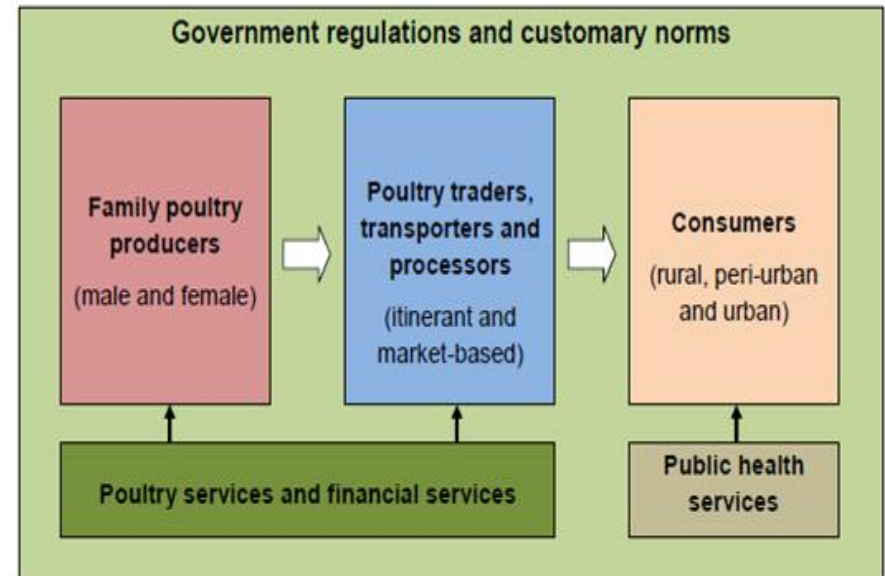 Government regulations and customary norms
Family poultry
producers
(male and female)
Poultry traders,
transporters and
processors
(itinerant and
market-based)
Consumers
(rural, peri-urban
and urban)
Poultry services and financial services
Public health
services